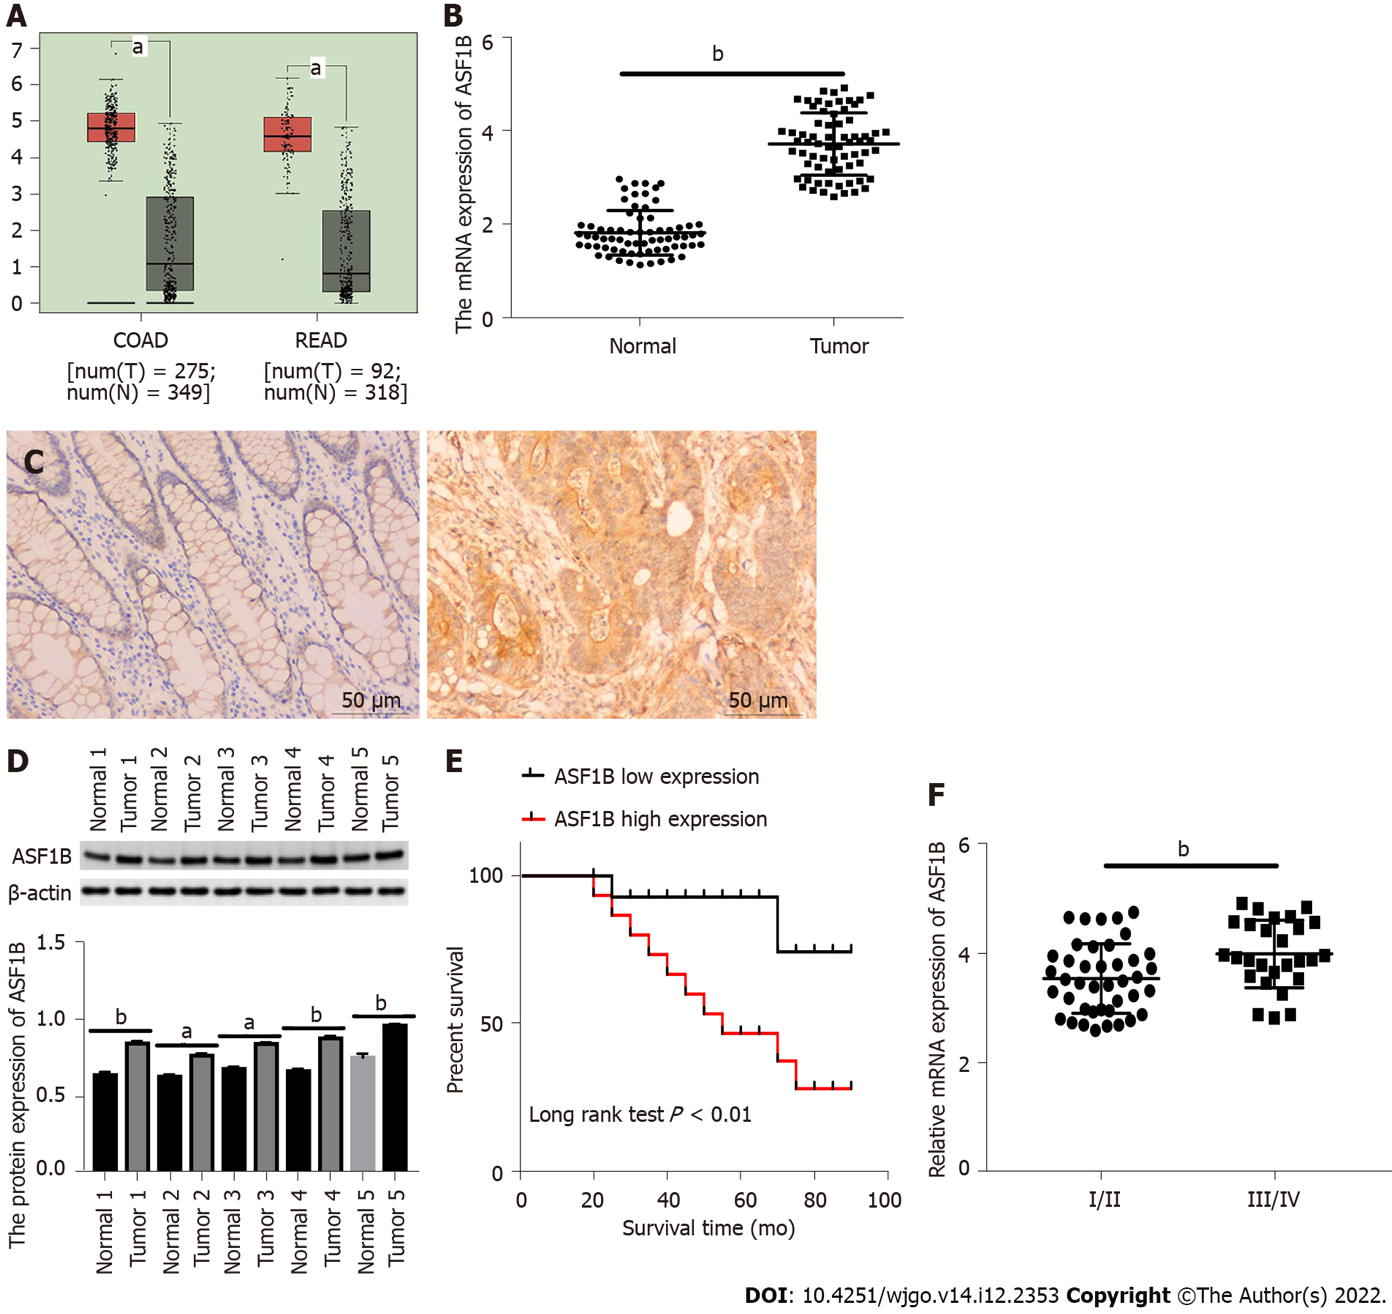 A
7
6
5
4
3
2
1
0
a
a
COAD
READ
[num(T) = 275;
num(N) = 349]
[num(T) = 92;
num(N) = 318]
B
The mRNA expression of ASF1B
6
4
2
0
b
Normal
Tumor
C
50 μm
50 μm
D
Normal 1
Tumor 1
Normal 2
Tumor 2
Normal 3
Tumor 3
Normal 4
Tumor 4
Normal 5
Tumor 5
ASF1B
β-actin
The protein expression of ASF1B
1.5
1.0
0.5
0.0
b
a
a
b
b
Normal 1
Tumor 1
Normal 2
Tumor 2
Normal 3
Tumor 3
Normal 4
Tumor 4
Normal 5
Tumor 5
E
ASF1B low expression
ASF1B high expression
Precent survival
100
50
0
Long rank test P < 0.01
0
20
40
60
80
100
Survival time (mo)
F
Relative mRNA expression of ASF1B
6
4
2
0
b
I/II
III/IV
DOI: 10.4251/wjgo.v14.i12.2353 Copyright ©The Author(s) 2022.